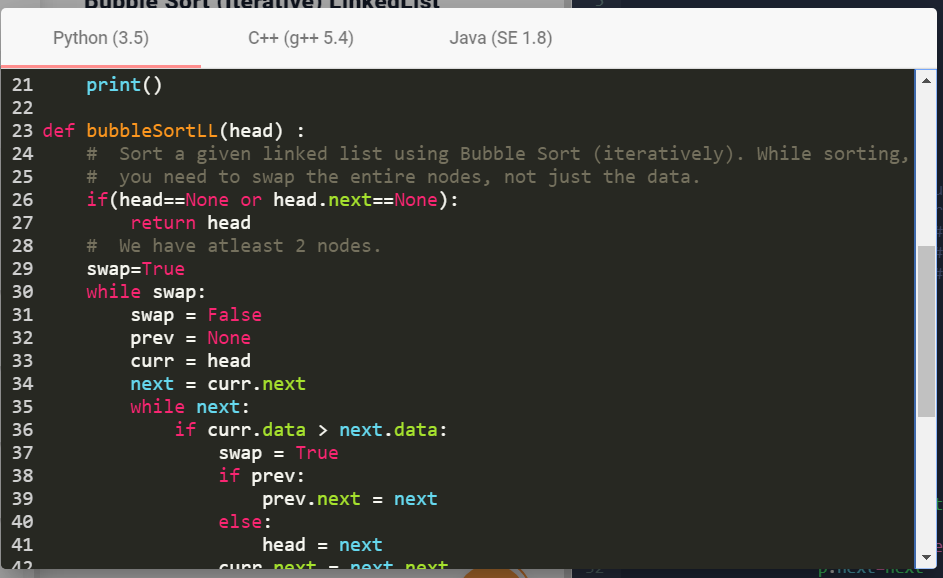 Bubble Sort (Iterative) LinkedList
Python (3.5) C++ (g++ 5.4) Java (SE 1.8)
21     print()
22
23 def bubbleSortLL(head) :
24     #  Sort a given linked list using Bubble Sort (iteratively). While sorting,
25     #  you need to swap the entire nodes, not just the data.
26     if(head==None or head.next==None):
27         return head
28     #  We have atleast 2 nodes.
29     swap=True
30     while swap:
31         swap = False
32         prev = None
33         curr = head
34         next = curr.next
35         while next:
36             if curr.data > next.data:
37                 swap = True
38                 if prev:
39                     prev.next = next
40                 else:
41                     head = next
42                 curr.next = next.next
52 p.next=next